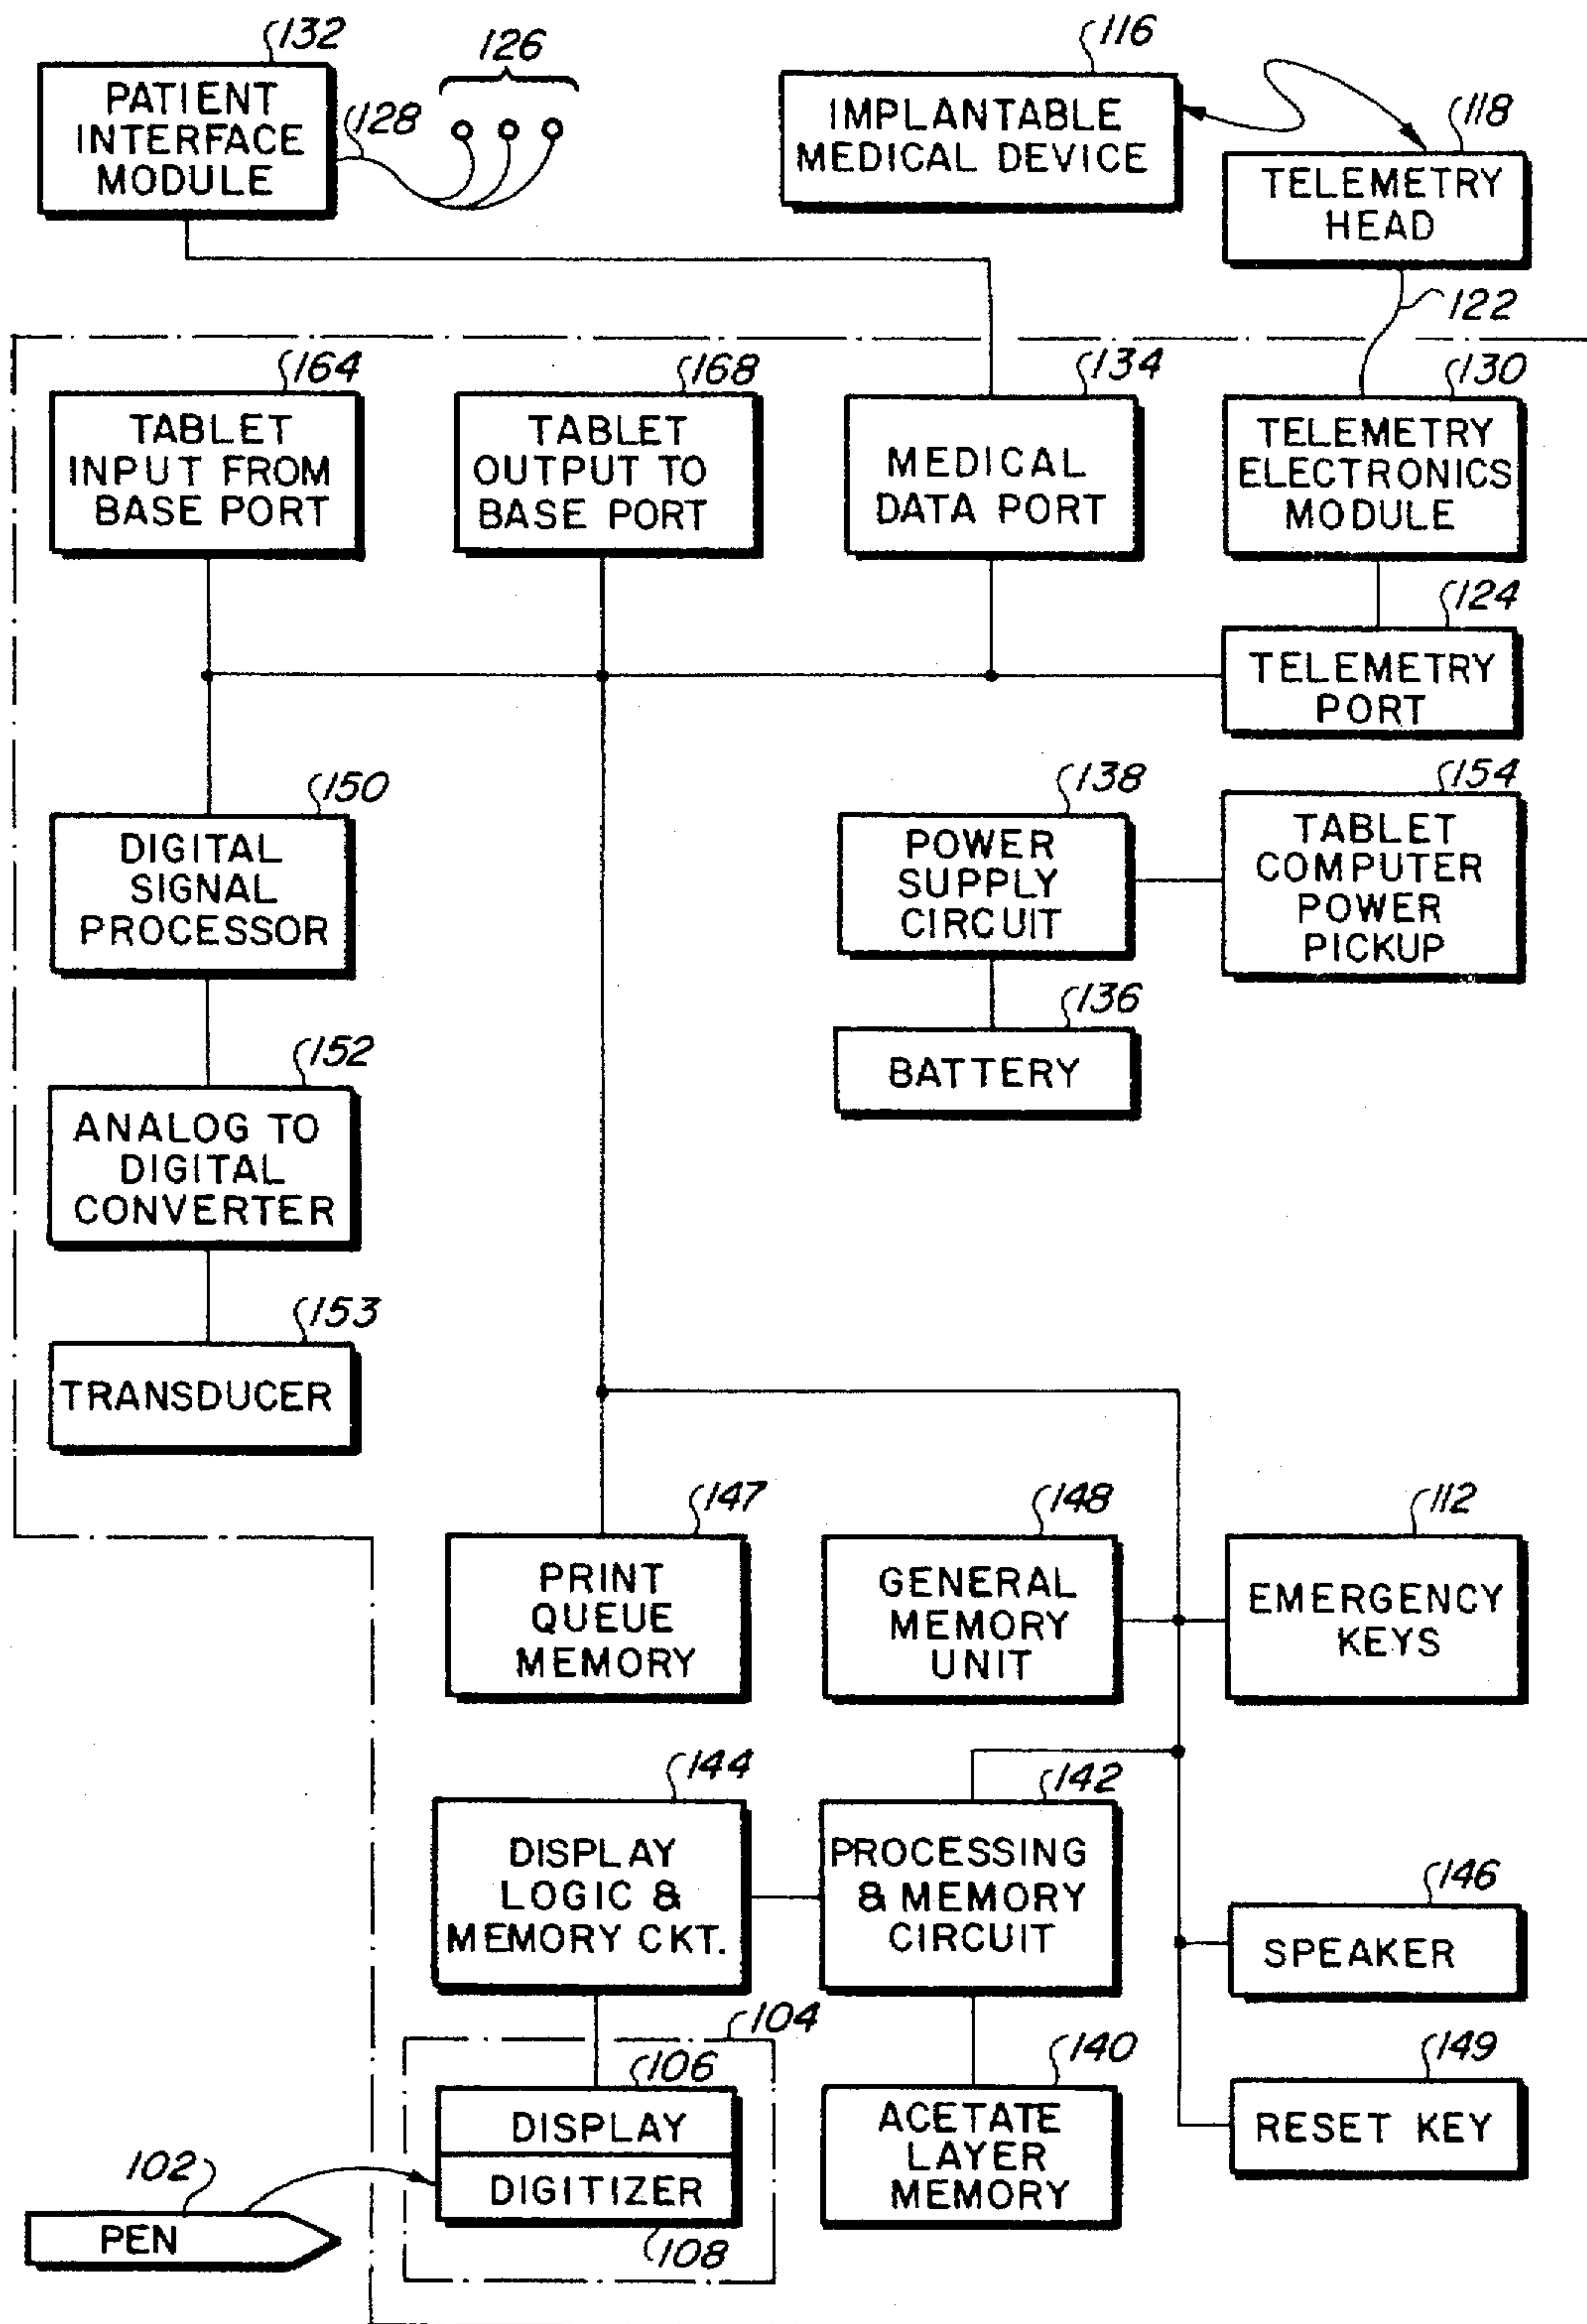 132
PATIENT
INTERFACE
MODULE
128
126
116
IMPLANTABLE
MEDICAL DEVICE
118
TELEMETRY
HEAD
122
164
TABLET
INPUT FROM
BASE PORT
168
TABLET
OUTPUT TO
BASE PORT
134
MEDICAL
DATA PORT
130
TELEMETRY
ELECTRONICS
MODULE
124
TELEMETRY
PORT
150
DIGITAL
SIGNAL
PROCESSOR
138
POWER
SUPPLY
CIRCUIT
154
TABLET
COMPUTER
POWER
PICKUP
136
BATTERY
152
ANALOG TO
DIGITAL
CONVERTER
153
TRANSDUCER
147
PRINT
QUEUE
MEMORY
148
GENERAL
MEMORY
UNIT
112
EMERGENCY
KEYS
144
DISPLAY
LOGIC &
MEMORY CKT.
142
PROCESSING
& MEMORY
CIRCUIT
146
SPEAKER
104
106
DISPLAY
DIGITIZER
108
140
ACETATE
LAYER
MEMORY
149
RESET KEY
102
PEN